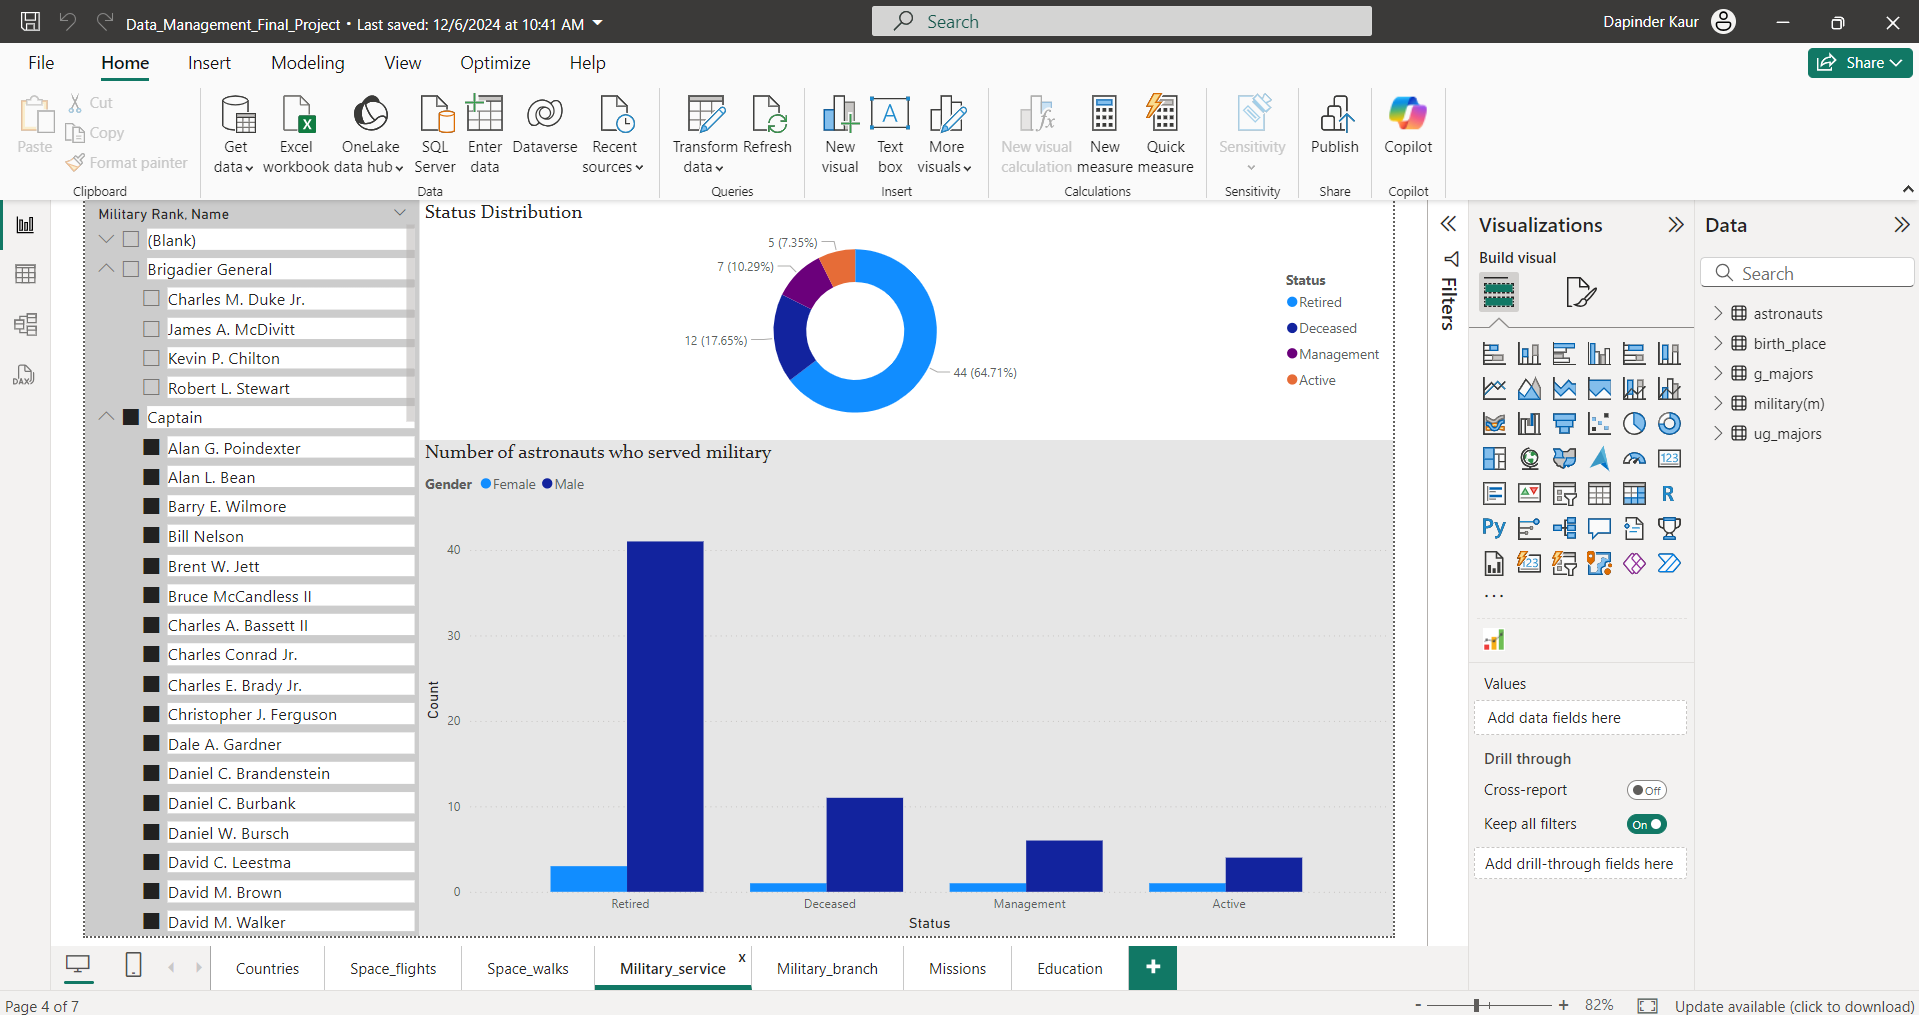 Data_Management_Final_Project • Last saved: 12/6/2024 at 10:41 AM
Search
Dapinder Kaur
File Home Insert Modeling View Optimize Help
Share
Paste
Cut
Copy
Format painter
Clipboard
Get data
Excel workbook
OneLake data hub
SQL Server
Enter data
Dataverse
Recent sources
Data
Transform data
Refresh
Queries
New visual
Text box
More visuals
Insert
New visual calculation
New measure
Quick measure
Calculations
Sensitivity
Sensitivity
Publish
Share
Copilot
Copilot
DAX
Military Rank, Name
(Blank)
Brigadier General
Charles M. Duke Jr.
James A. McDivitt
Kevin P. Chilton
Robert L. Stewart
Captain
Alan G. Poindexter
Alan L. Bean
Barry E. Wilmore
Bill Nelson
Brent W. Jett
Bruce McCandless II
Charles A. Bassett II
Charles Conrad Jr.
Charles E. Brady Jr.
Christopher J. Ferguson
Dale A. Gardner
Daniel C. Brandenstein
Daniel C. Burbank
Daniel W. Bursch
David C. Leestma
David M. Brown
David M. Walker
Status Distribution
5 (7.35%)
7 (10.29%)
12 (17.65%)
44 (64.71%)
Status
Retired
Deceased
Management
Active
Number of astronauts who served military
Gender Female Male
Count
40
30
20
10
0
Retired Deceased Management Active
Status
Filters
Visualizations
Build visual
123
R
Py
123
...
Values
Add data fields here
Drill through
Cross-report
Off
Keep all filters
On
Add drill-through fields here
Data
Search
astronauts
birth_place
g_majors
military(m)
ug_majors
Countries Space_flights Space_walks Military_service x Military_branch Missions Education +
Page 4 of 7
- + 82%
Update available (click to download)